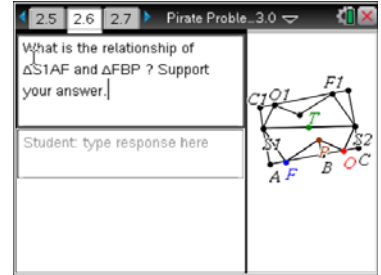 2.5 2.6 2.7 Pirate Proble…3.0
What is the relationship of
ΔS1AF and ΔFBP ? Support
your answer.
Student: type response here
C1 O1 F1
T
S1 S2
P
A F B O C